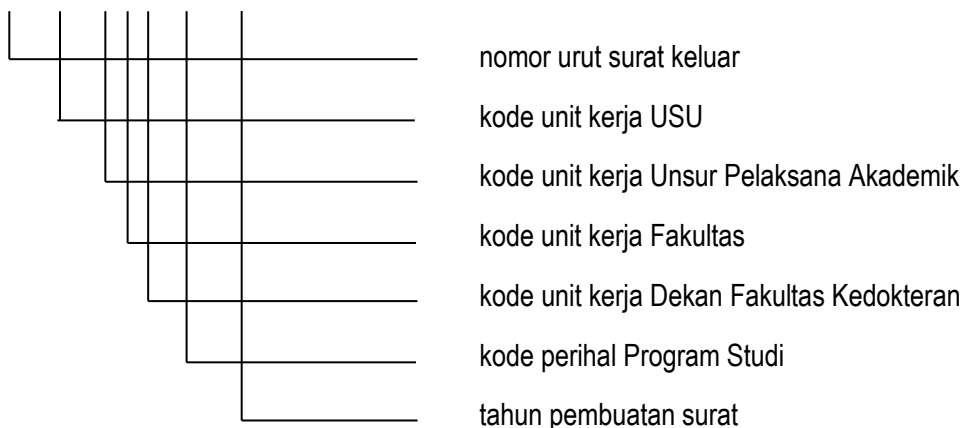 nomor urut surat keluar
kode unit kerja USU
kode unit kerja Unsur Pelaksana Akademik
kode unit kerja Fakultas
kode unit kerja Dekan Fakultas Kedokteran
kode perihal Program Studi
tahun pembuatan surat